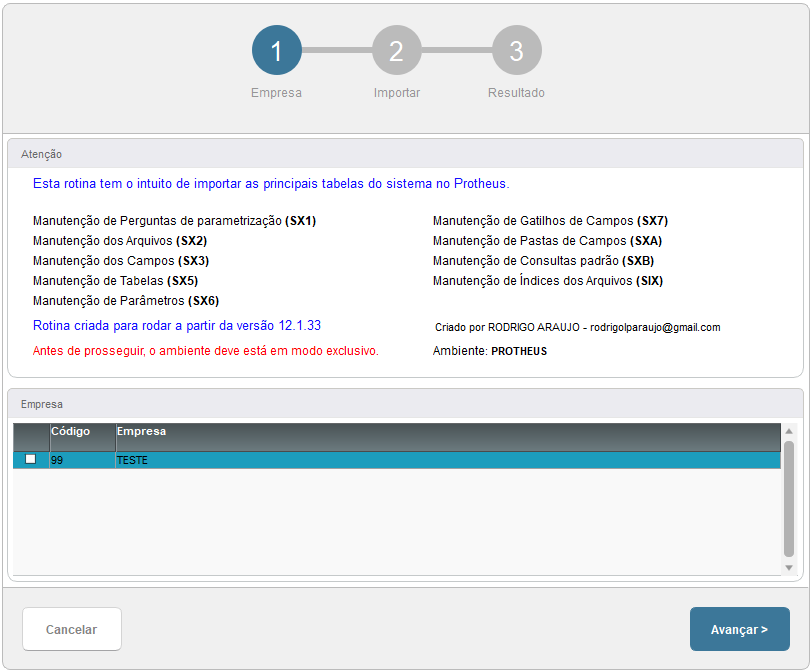 1
2
3
Empresa
Importar
Resultado
Atenção
Esta rotina tem o intuito de importar as principais tabelas do sistema no Protheus.
Manutenção de Perguntas de parametrização (SX1)
Manutenção de Gatilhos de Campos (SX7)
Manutenção dos Arquivos (SX2)
Manutenção de Pastas de Campos (SXA)
Manutenção dos Campos (SX3)
Manutenção de Consultas padrão (SXB)
Manutenção de Tabelas (SX5)
Manutenção de Índices dos Arquivos (SIX)
Manutenção de Parâmetros (SX6)
Rotina criada para rodar a partir da versão 12.1.33
Criado por RODRIGO ARAUJO - rodrigolparaujo@gmail.com
Antes de prosseguir, o ambiente deve está em modo exclusivo.
Ambiente: PROTHEUS
Empresa
Código Empresa
99 TESTE
Cancelar
Avançar >